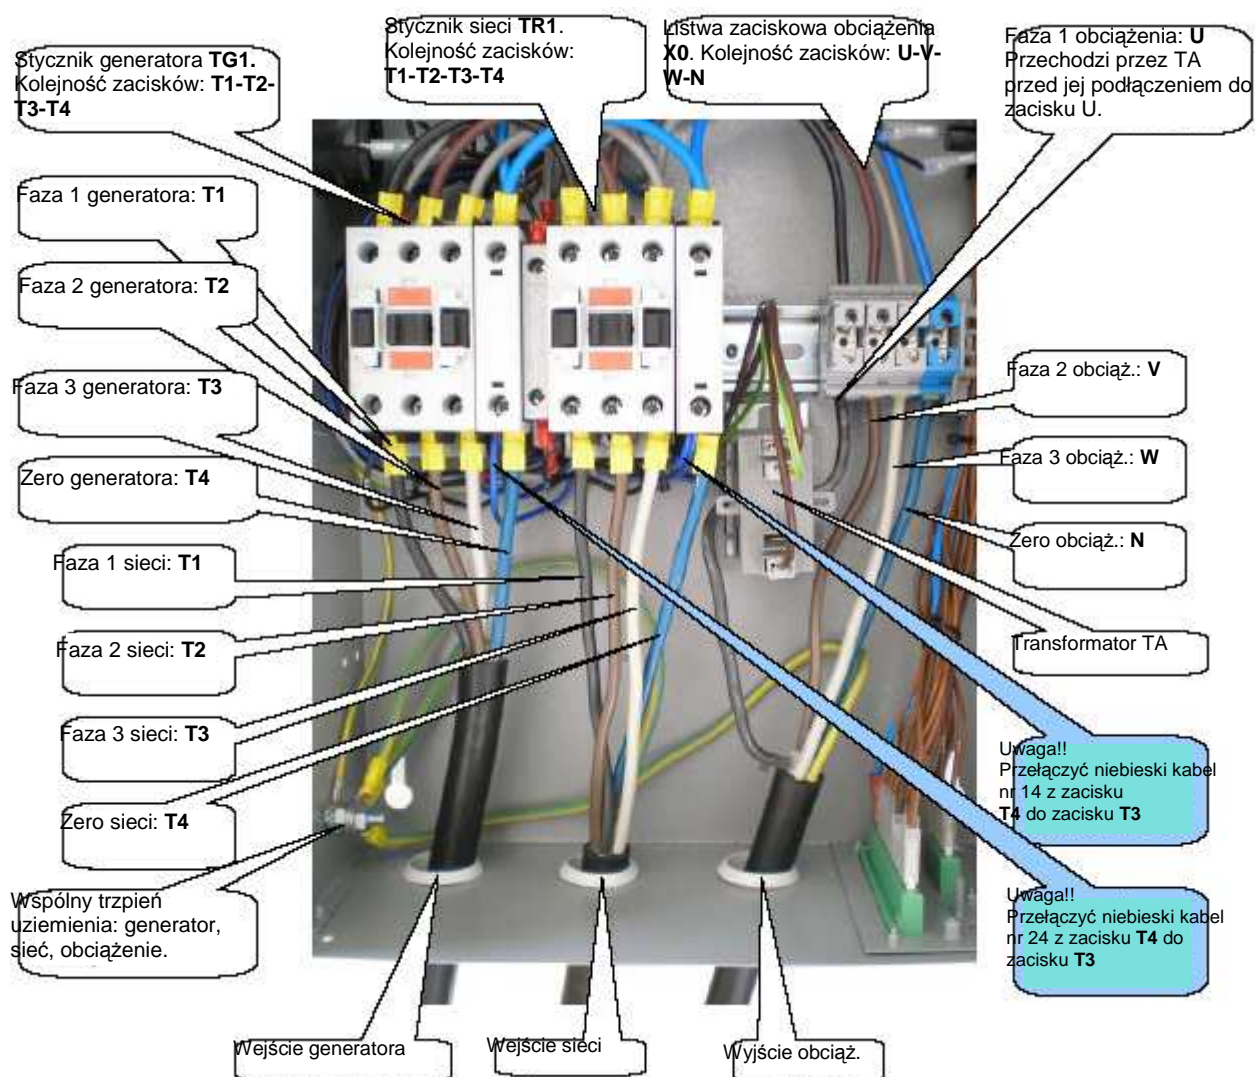 Stycznik generatora TG1.
Kolejność zacisków: T1-T2-
T3-T4
Stycznik sieci TR1.
Kolejność zacisków:
T1-T2-T3-T4
Listwa zaciskowa obciążenia
X0. Kolejność zacisków: U-V-
W-N
Faza 1 obciążenia: U
Przechodzi przez TA
przed jej podłączeniem do
zacisku U.
Faza 1 generatora: T1
Faza 2 generatora: T2
Faza 3 generatora: T3
Zero generatora: T4
Faza 1 sieci: T1
Faza 2 sieci: T2
Faza 3 sieci: T3
Zero sieci: T4
Wspólny trzpień
uziemienia: generator,
sieć, obciążenie.
Faza 2 obciąż.: V
Faza 3 obciąż.: W
Zero obciąż.: N
Transformator TA
Uwaga!!
Przełączyć niebieski kabel
nr 14 z zacisku
T4 do zacisku T3
Uwaga!!
Przełączyć niebieski kabel
nr 24 z zacisku T4 do
zacisku T3
Wejście generatora
Wejście sieci
Wyjście obciąż.